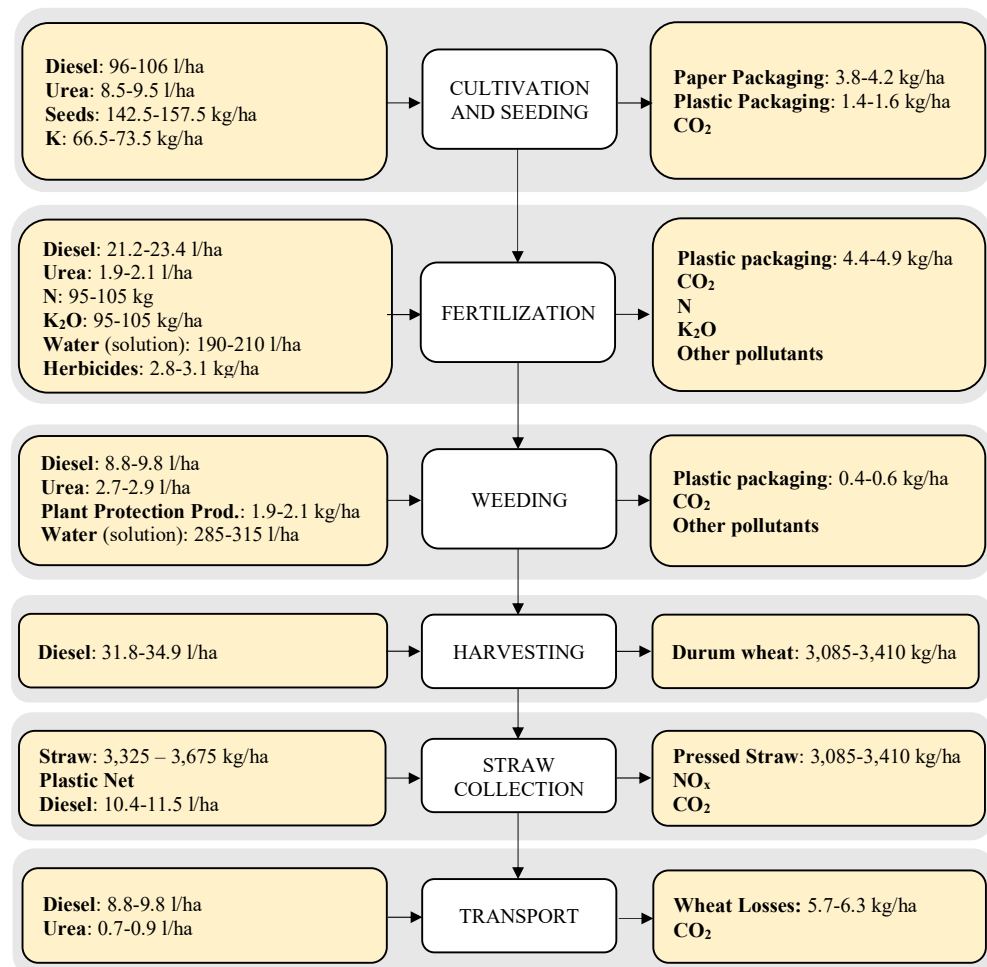 Diesel: 96-106 l/ha
Urea: 8.5-9.5 l/ha
Seeds: 142.5-157.5 kg/ha
K: 66.5-73.5 kg/ha
CULTIVATION
AND SEEDING
Paper Packaging: 3.8-4.2 kg/ha
Plastic Packaging: 1.4-1.6 kg/ha
CO₂
Diesel: 21.2-23.4 l/ha
Urea: 1.9-2.1 l/ha
N: 95-105 kg
K₂O: 95-105 kg/ha
Water (solution): 190-210 l/ha
Herbicides: 2.8-3.1 kg/ha
FERTILIZATION
Plastic packaging: 4.4-4.9 kg/ha
CO₂
N
K₂O
Other pollutants
Diesel: 8.8-9.8 l/ha
Urea: 2.7-2.9 l/ha
Plant Protection Prod.: 1.9-2.1 kg/ha
Water (solution): 285-315 l/ha
WEEDING
Plastic packaging: 0.4-0.6 kg/ha
CO₂
Other pollutants
Diesel: 31.8-34.9 l/ha
HARVESTING
Durum wheat: 3,085-3,410 kg/ha
Straw: 3,325 – 3,675 kg/ha
Plastic Net
Diesel: 10.4-11.5 l/ha
STRAW
COLLECTION
Pressed Straw: 3,085-3,410 kg/ha
NOₓ
CO₂
Diesel: 8.8-9.8 l/ha
Urea: 0.7-0.9 l/ha
TRANSPORT
Wheat Losses: 5.7-6.3 kg/ha
CO₂